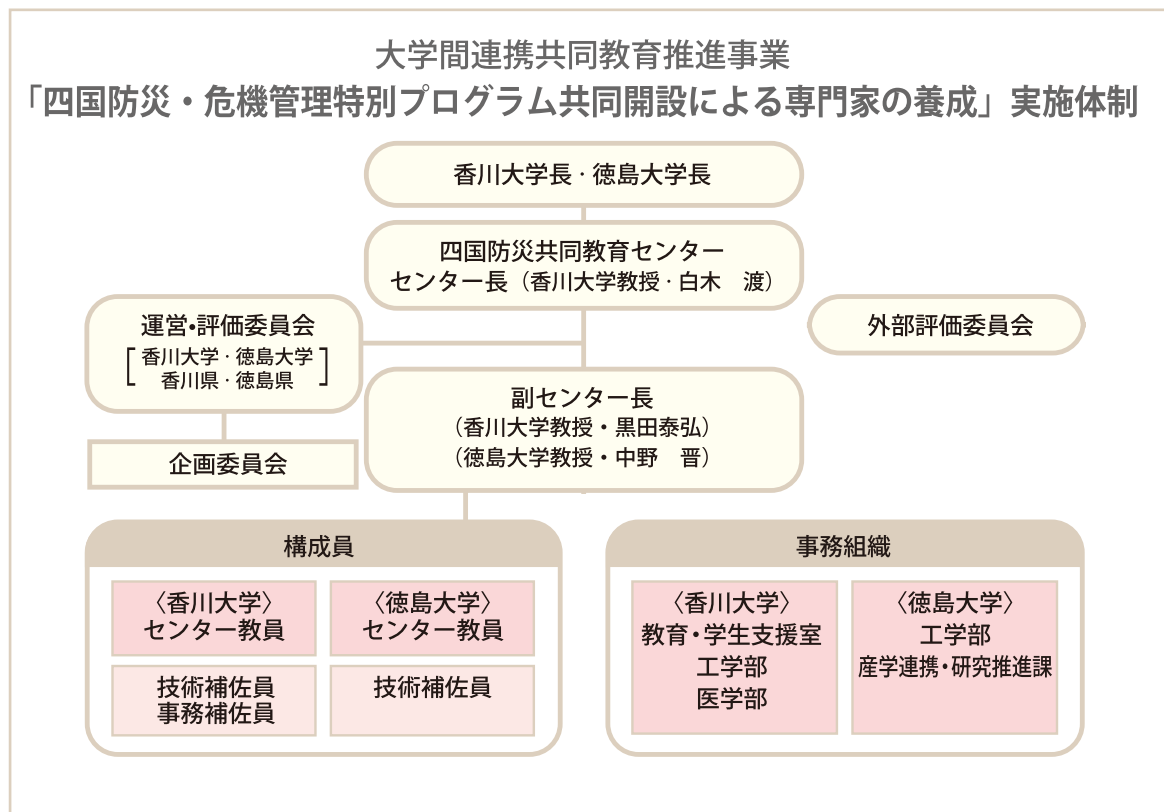 大学間連携共同教育推進事業
「四国防災・危機管理特別プログラム共同開設による専門家の養成」実施体制
香川大学長・徳島大学長
四国防災共同教育センター
センター長（香川大学教授・白木　渡）
運営・評価委員会
香川大学・徳島大学
香川県・徳島県
外部評価委員会
副センター長
（香川大学教授・黒田泰弘）
（徳島大学教授・中野　晋）
企画委員会
構成員
〈香川大学〉
センター教員
〈徳島大学〉
センター教員
技術補佐員
事務補佐員
技術補佐員
事務組織
〈香川大学〉
教育・学生支援室
工学部
医学部
〈徳島大学〉
工学部
産学連携・研究推進課